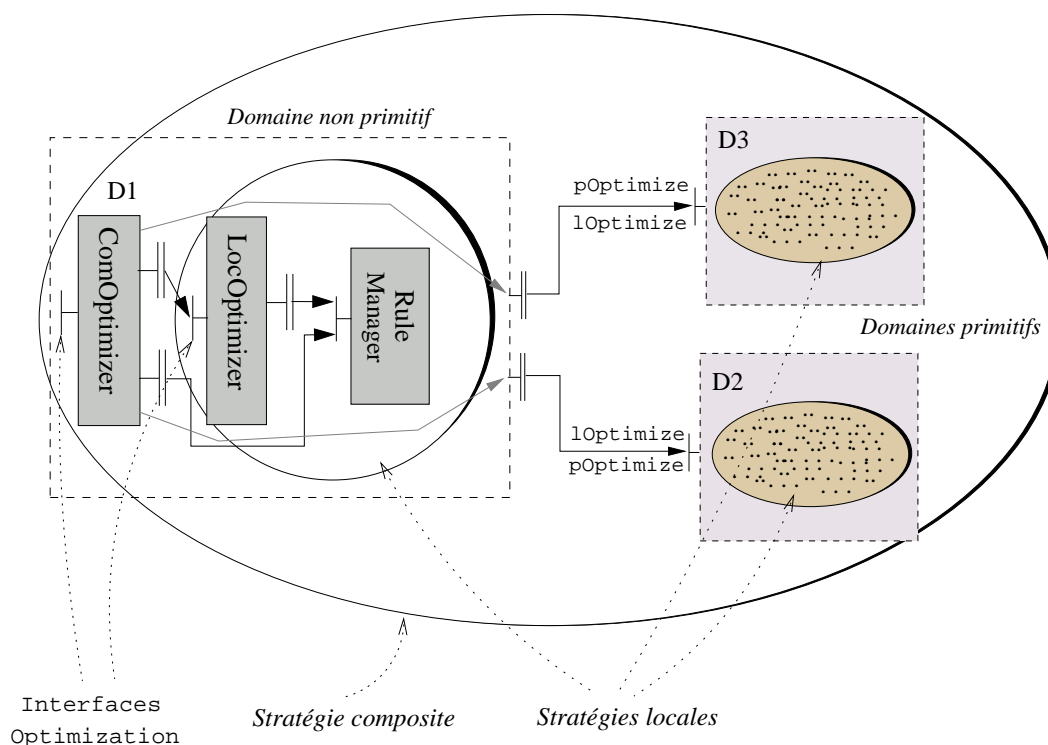 Domaine non primitif
D1
ComOptimizer
LocOptimizer
Rule
Manager
pOptimize
lOptimize
D3
Domaines primitifs
D2
lOptimize
pOptimize
Interfaces
Optimization
Stratégie composite
Stratégies locales